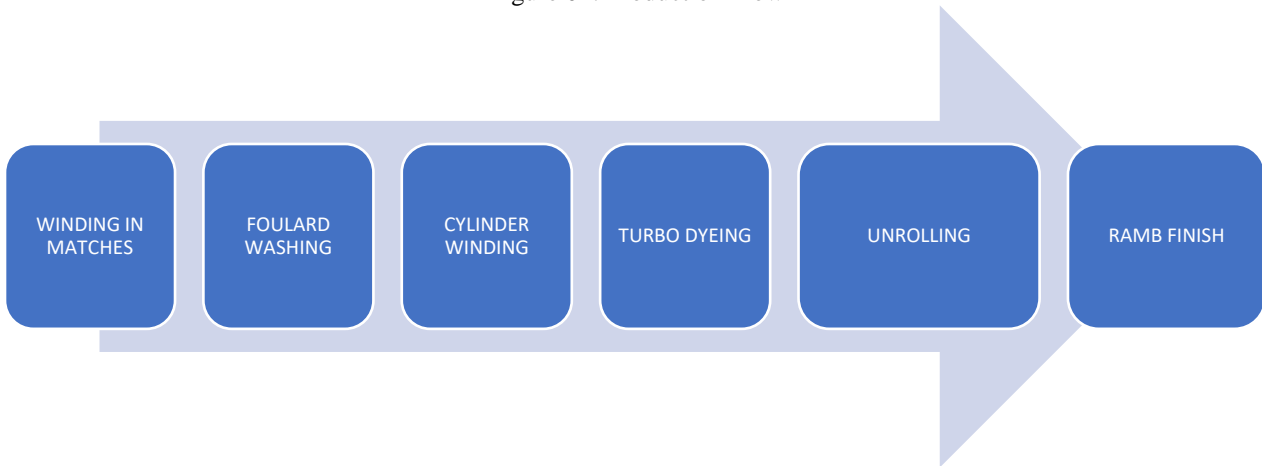 WINDING IN
MATCHES
FOULARD
WASHING
CYLINDER
WINDING
TURBO DYEING
UNROLLING
RAMB FINISH